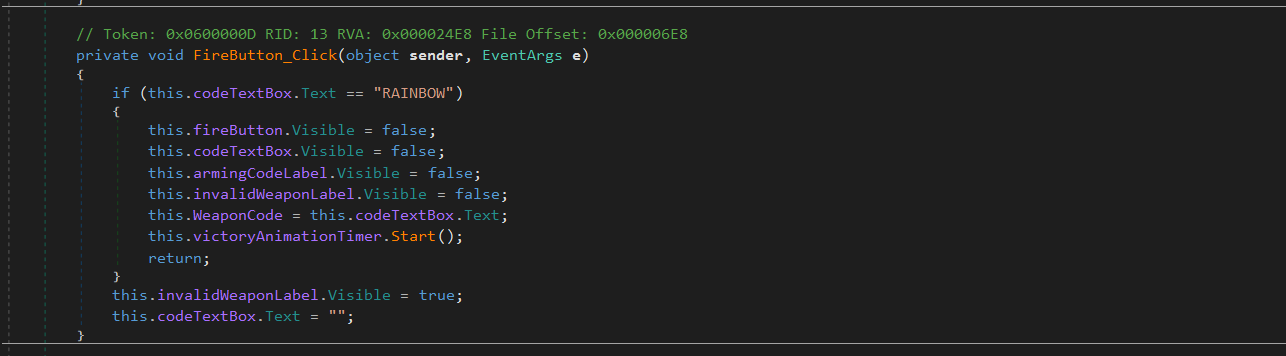 }
// Token: 0x0600000D RID: 13 RVA: 0x000024E8 File Offset: 0x000006E8
private void FireButton_Click(object sender, EventArgs e)
{
    if (this.codeTextBox.Text == "RAINBOW")
    {
        this.fireButton.Visible = false;
        this.codeTextBox.Visible = false;
        this.armingCodeLabel.Visible = false;
        this.invalidWeaponLabel.Visible = false;
        this.WeaponCode = this.codeTextBox.Text;
        this.victoryAnimationTimer.Start();
        return;
    }
    this.invalidWeaponLabel.Visible = true;
    this.codeTextBox.Text = "";
}